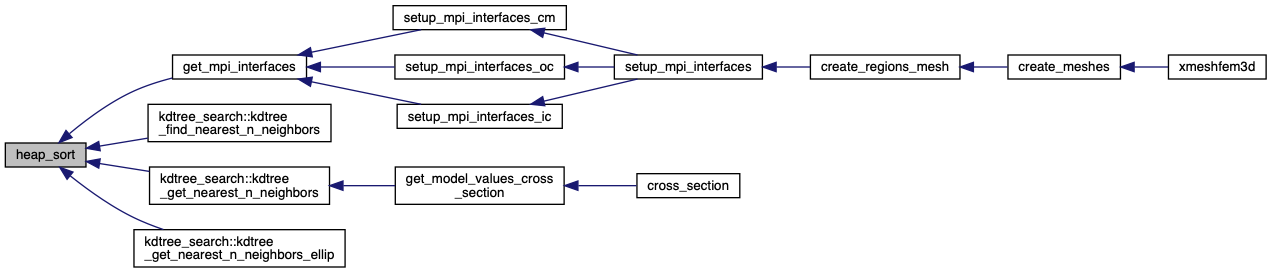 setup_mpi_interfaces_cm
get_mpi_interfaces
setup_mpi_interfaces_oc
setup_mpi_interfaces
create_regions_mesh
create_meshes
xmeshfem3d
setup_mpi_interfaces_ic
kdtree_search::kdtree
_find_nearest_n_neighbors
heap_sort
kdtree_search::kdtree
_get_nearest_n_neighbors
get_model_values_cross
_section
cross_section
kdtree_search::kdtree
_get_nearest_n_neighbors_ellip